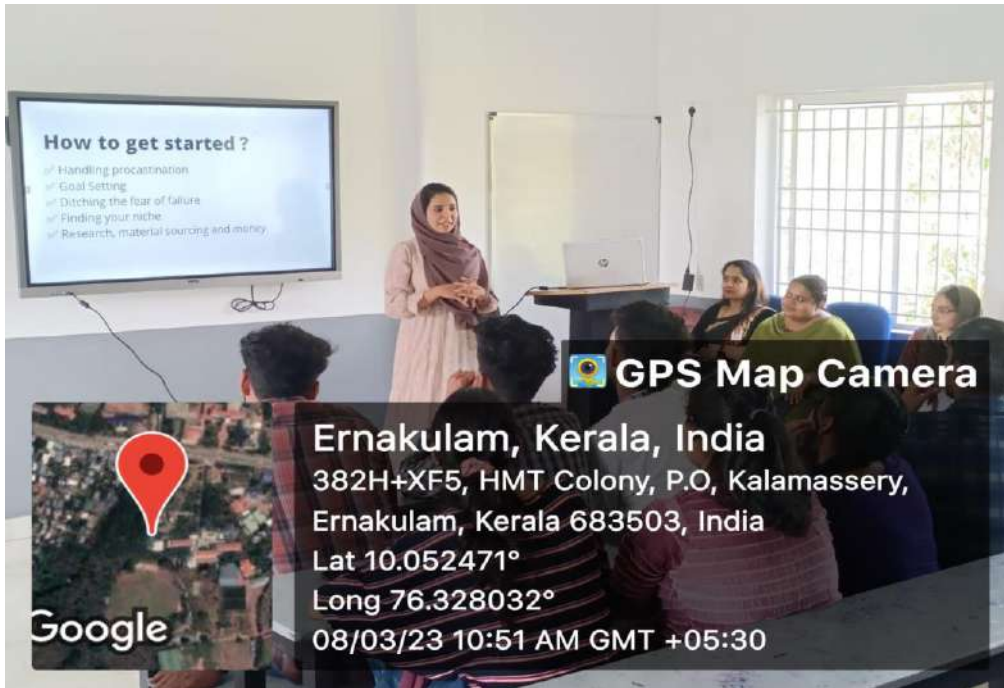 How to get started ?
✅ Handling procastination
✅ Goal Setting
✅ Ditching the fear of failure
✅ Finding your niche
✅ Research, material sourcing and money
hp
GPS Map Camera
Ernakulam, Kerala, India
382H+XF5, HMT Colony, P.O, Kalamassery,
Ernakulam, Kerala 683503, India
Lat 10.052471°
Long 76.328032°
08/03/23 10:51 AM GMT +05:30
Google